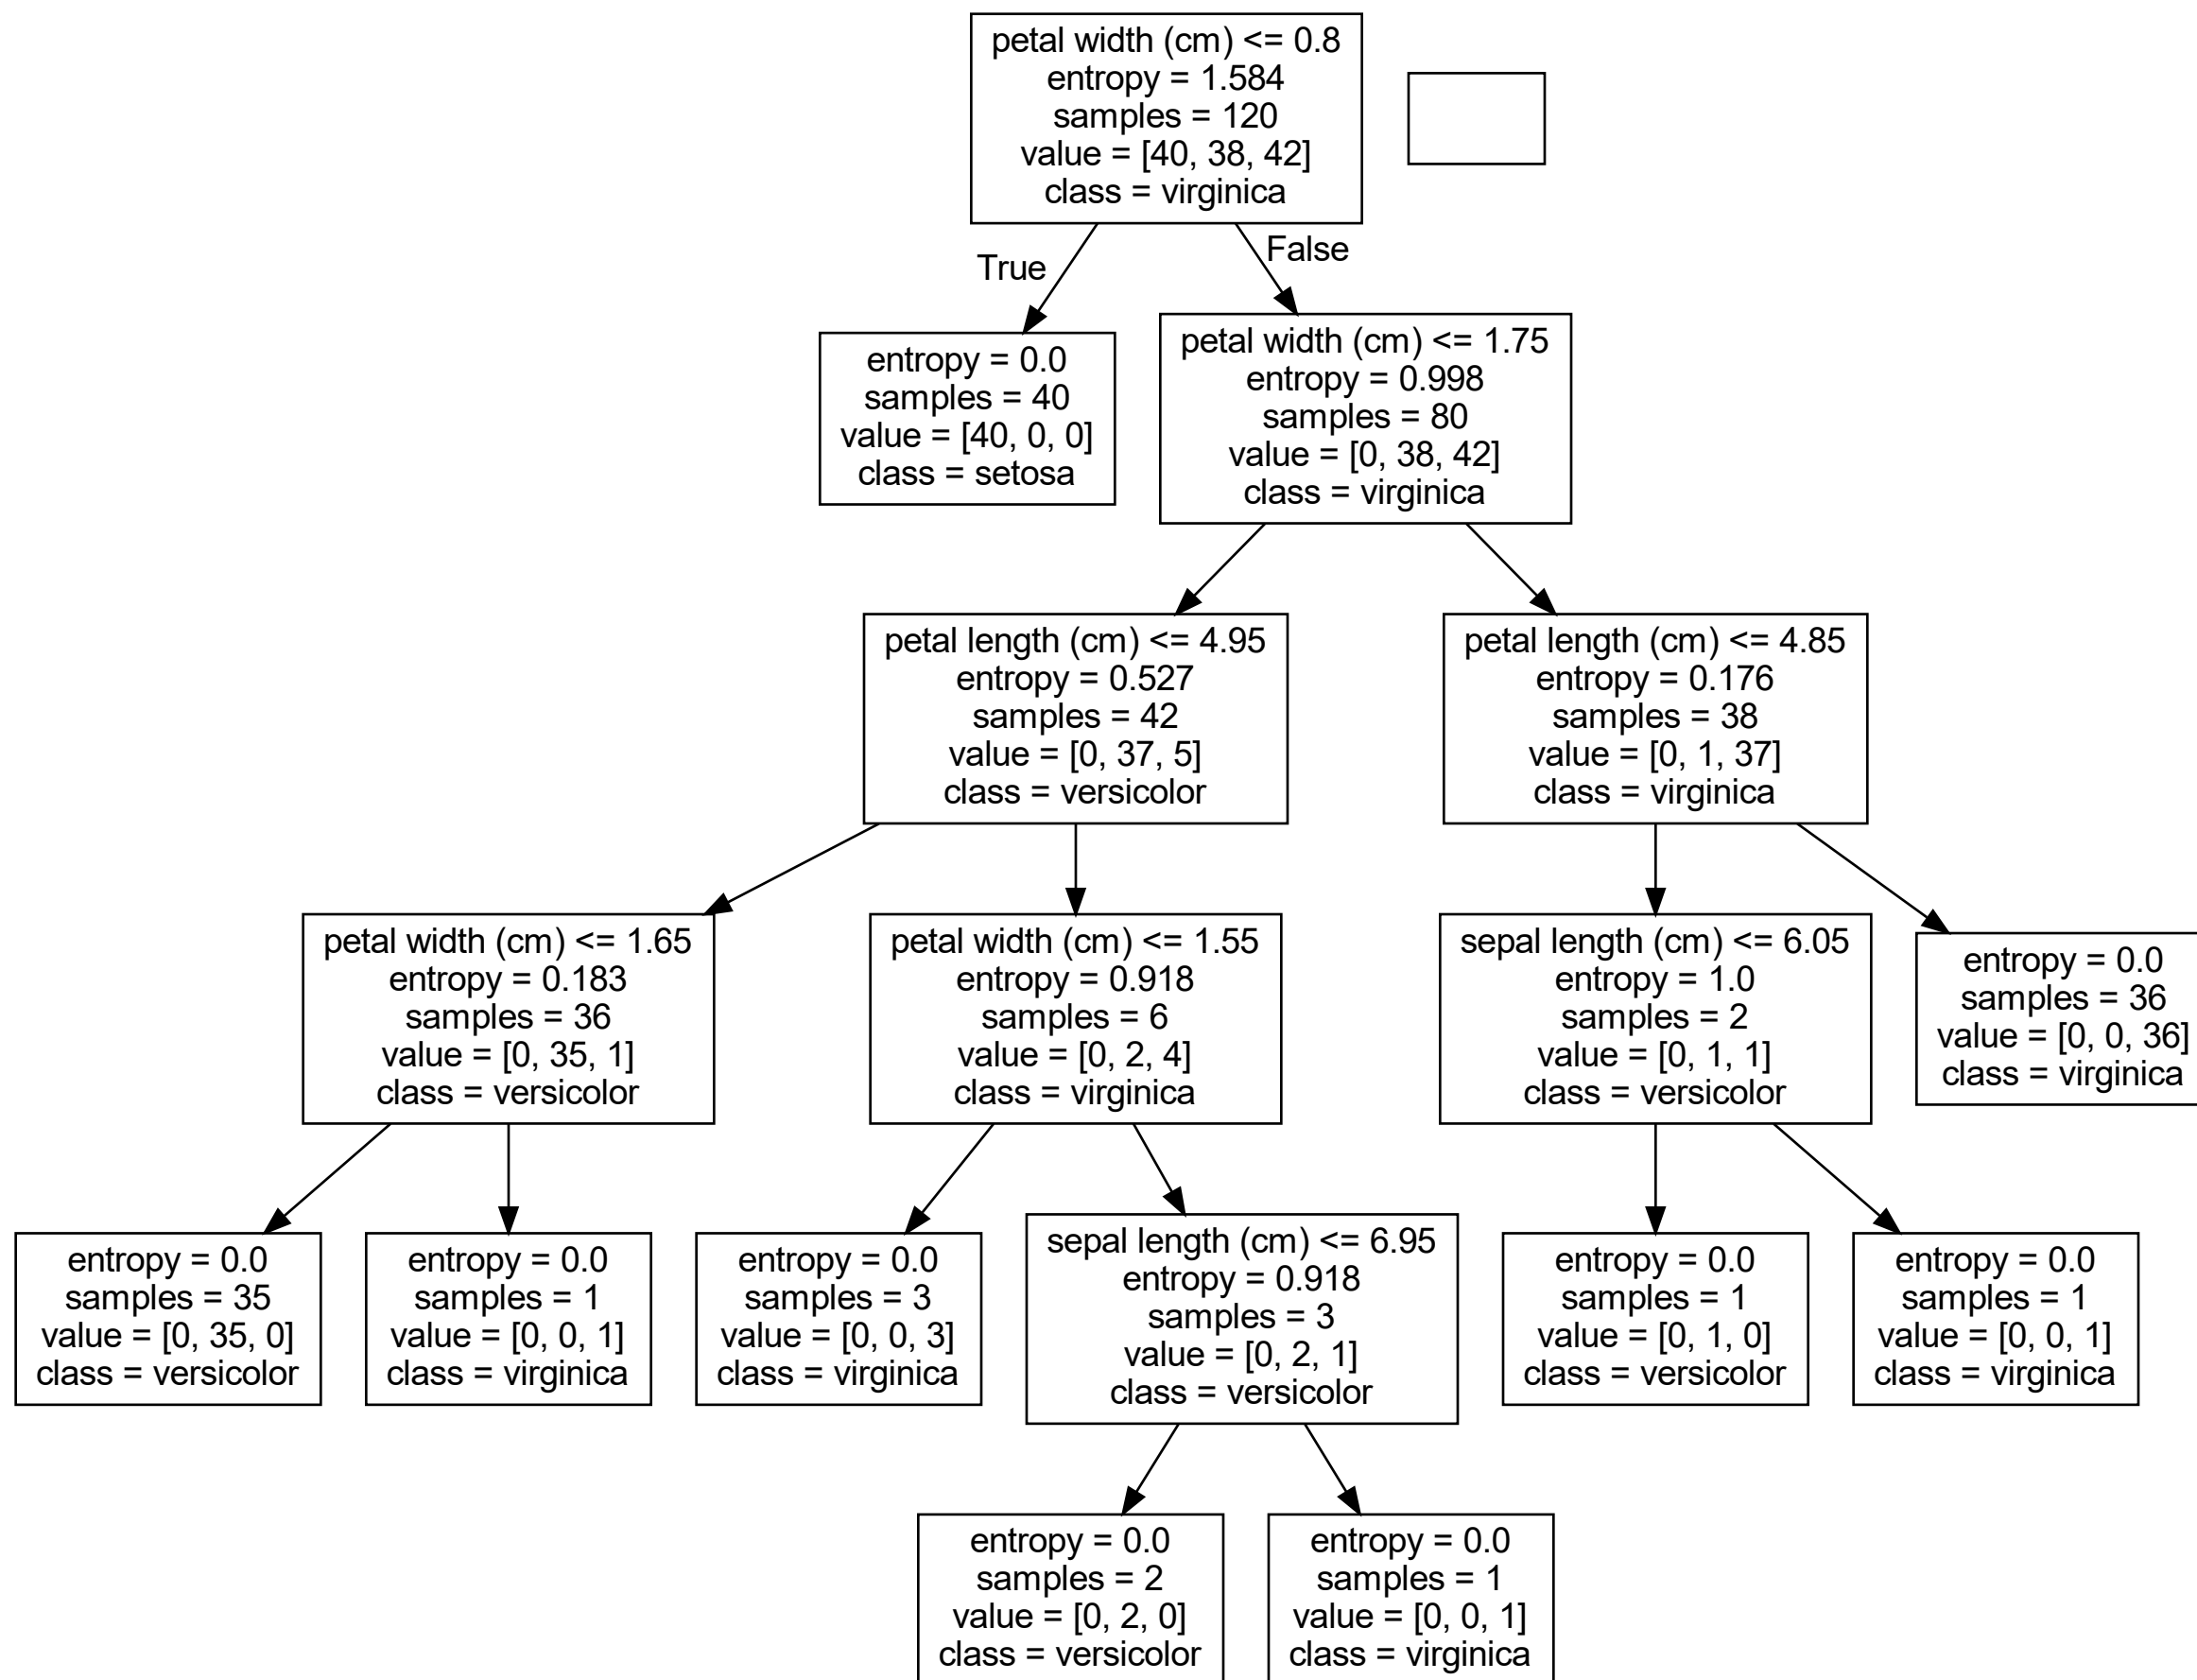 petal width (cm) <= 0.8
entropy = 1.584
samples = 120
value = [40, 38, 42]
class = virginica
True
False
entropy = 0.0
samples = 40
value = [40, 0, 0]
class = setosa
petal width (cm) <= 1.75
entropy = 0.998
samples = 80
value = [0, 38, 42]
class = virginica
petal length (cm) <= 4.95
entropy = 0.527
samples = 42
value = [0, 37, 5]
class = versicolor
petal length (cm) <= 4.85
entropy = 0.176
samples = 38
value = [0, 1, 37]
class = virginica
petal width (cm) <= 1.65
entropy = 0.183
samples = 36
value = [0, 35, 1]
class = versicolor
petal width (cm) <= 1.55
entropy = 0.918
samples = 6
value = [0, 2, 4]
class = virginica
sepal length (cm) <= 6.05
entropy = 1.0
samples = 2
value = [0, 1, 1]
class = versicolor
entropy = 0.0
samples = 36
value = [0, 0, 36]
class = virginica
entropy = 0.0
samples = 35
value = [0, 35, 0]
class = versicolor
entropy = 0.0
samples = 1
value = [0, 0, 1]
class = virginica
entropy = 0.0
samples = 3
value = [0, 0, 3]
class = virginica
sepal length (cm) <= 6.95
entropy = 0.918
samples = 3
value = [0, 2, 1]
class = versicolor
entropy = 0.0
samples = 1
value = [0, 1, 0]
class = versicolor
entropy = 0.0
samples = 1
value = [0, 0, 1]
class = virginica
entropy = 0.0
samples = 2
value = [0, 2, 0]
class = versicolor
entropy = 0.0
samples = 1
value = [0, 0, 1]
class = virginica